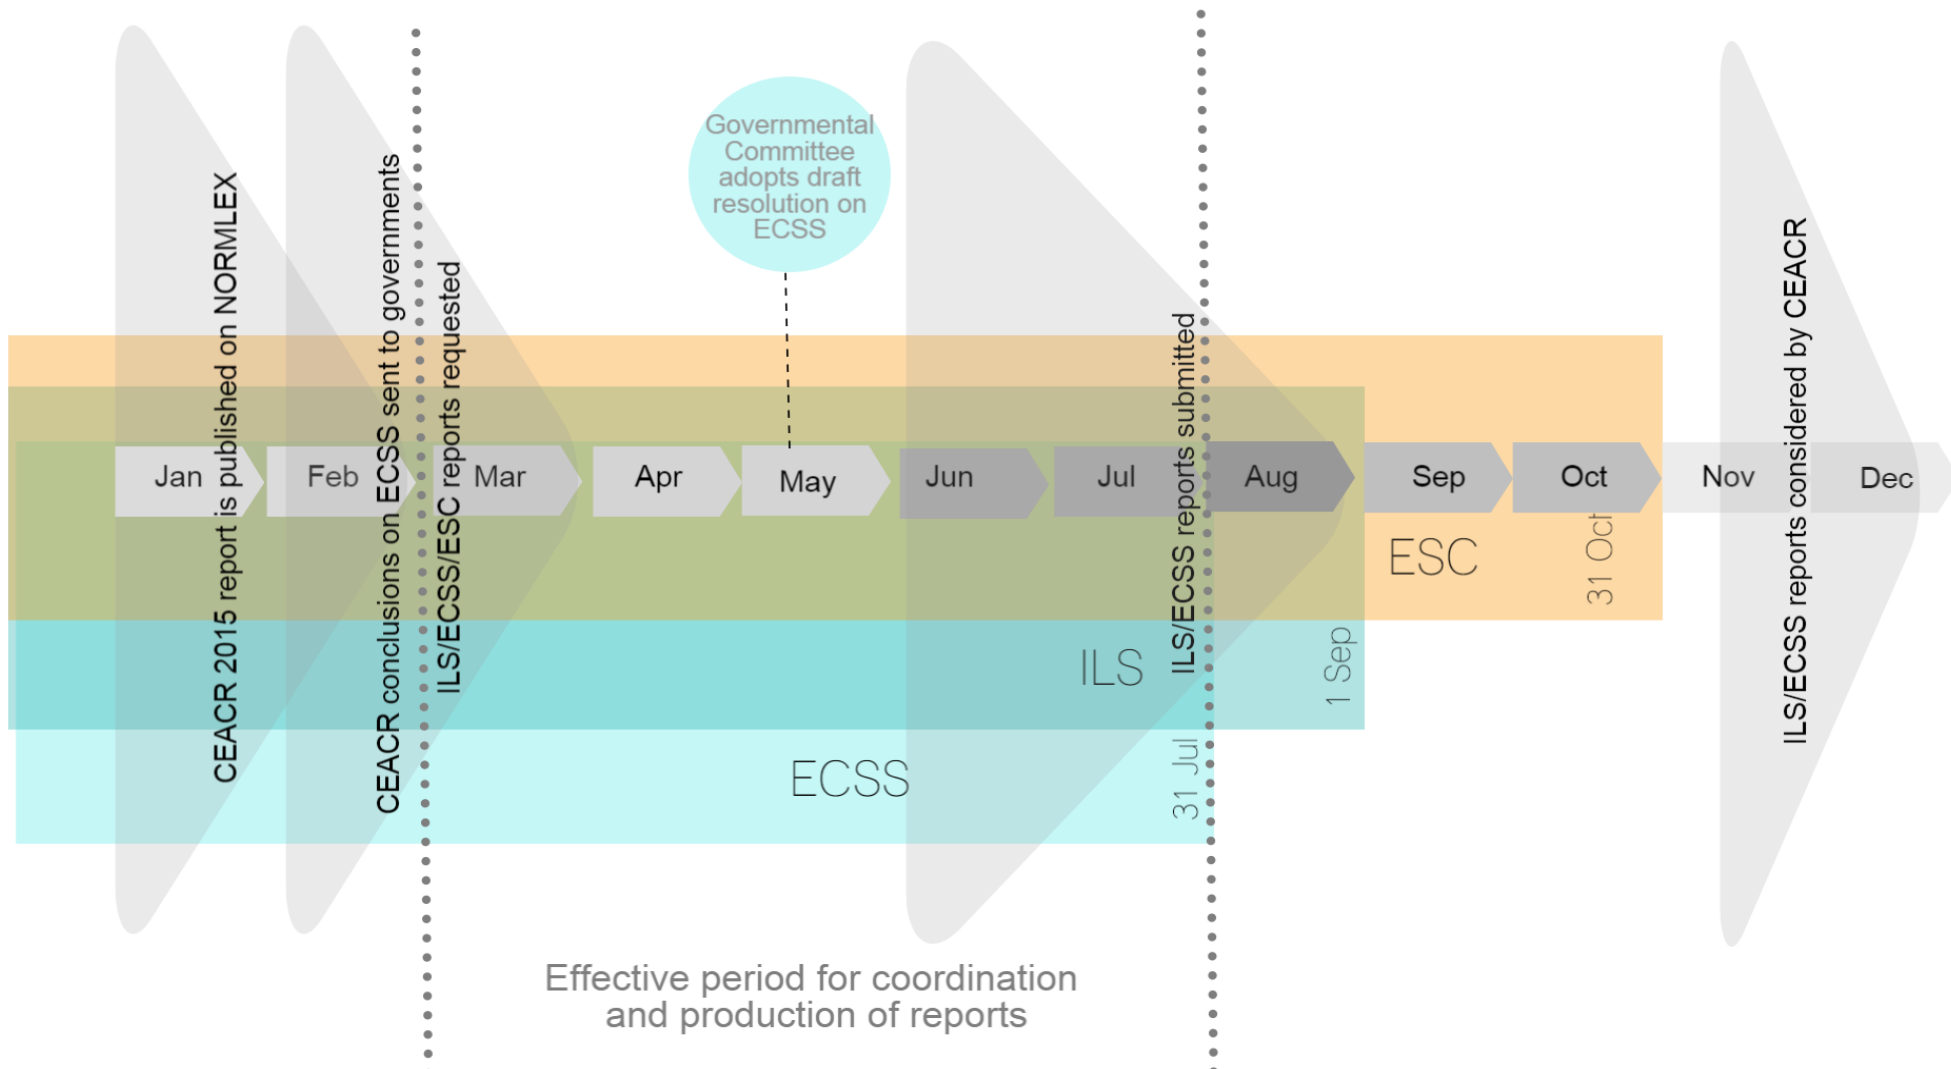 Governmental
Committee
adopts draft
resolution on
ECSS
CEACR 2015 report is published on NORMLEX
CEACR conclusions on ECSS sent to governments
ILS/ECSS/ESC reports requested
ILS/ECSS reports submitted
ILS/ECSS reports considered by CEACR
Jan
Feb
Mar
Apr
May
Jun
Jul
Aug
Sep
Oct
Nov
Dec
ESC
31 Oct
ILS
1 Sep
ECSS
31 Jul
Effective period for coordination
and production of reports